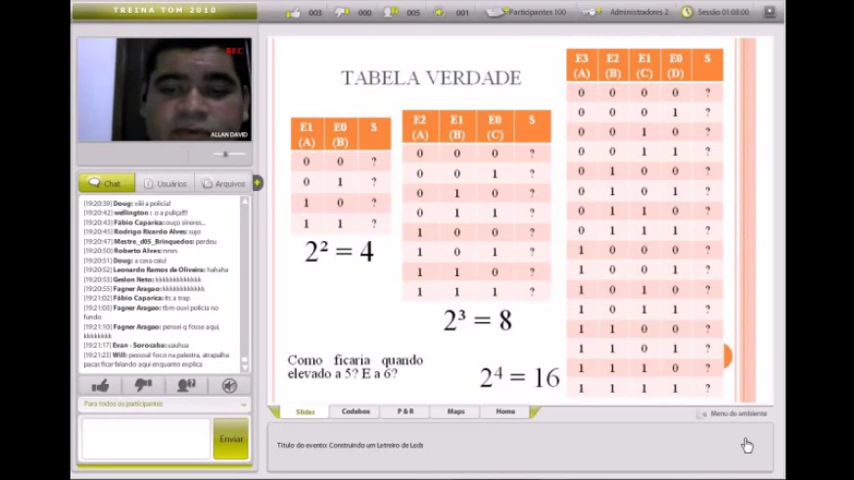 TREINA TOM 2010
003
000
005
001
Participantes 100
Administradores 2
Sessão 01:08:00
REC
ALLAN DAVID
Chat
Usuários
Arquivos
[19:20:39] Doug: viiii a policia!
[19:20:42] wellington : o a puliça!!!
[19:20:43] Fábio Caparica: ouço sirenes...
[19:20:45] Rodrigo Ricardo Alves: sujo
[19:20:47] Mestre_d05_Brinquedos: perdeu
[19:20:50] Roberto Alves: nnnn
[19:20:51] Doug: a casa caiu!
[19:20:52] Leonardo Ramos de Oliveira: hahaha
[19:20:53] Geslon Neto: kkkkkkkkkkkk
[19:20:55] Fagner Aragao: kkkkkkkkkkk
[19:21:02] Fábio Caparica: its a trap
[19:21:03] Fagner Aragao: tbm ouvi policia no
fundo
[19:21:10] Fagner Aragao: pensei q fosse aqui,
kkkkkkkk
[19:21:17] Evan - Sorocaba: uauhua
[19:21:23] Will: pessoal foco na palestra, atrapalha
pacas ficar falando aqui enquanto explica
Para todos os participantes
Enviar
TABELA VERDADE
E1 E0 S
(A) (B)
0 0 ?
0 1 ?
1 0 ?
1 1 ?
2² = 4
E2 E1 E0 S
(A) (B) (C)
0 0 0 ?
0 0 1 ?
0 1 0 ?
0 1 1 ?
1 0 0 ?
1 0 1 ?
1 1 0 ?
1 1 1 ?
2³ = 8
E3 E2 E1 E0 S
(A) (B) (C) (D)
0 0 0 0 ?
0 0 0 1 ?
0 0 1 0 ?
0 0 1 1 ?
0 1 0 0 ?
0 1 0 1 ?
0 1 1 0 ?
0 1 1 1 ?
1 0 0 0 ?
1 0 0 1 ?
1 0 1 0 ?
1 0 1 1 ?
1 1 0 0 ?
1 1 0 1 ?
1 1 1 0 ?
1 1 1 1 ?
Como ficaria quando
elevado a 5? E a 6?
2⁴ = 16
Slides
Codebox
P & R
Maps
Home
Menu do ambiente
Título do evento: Construindo um Letreiro de Leds